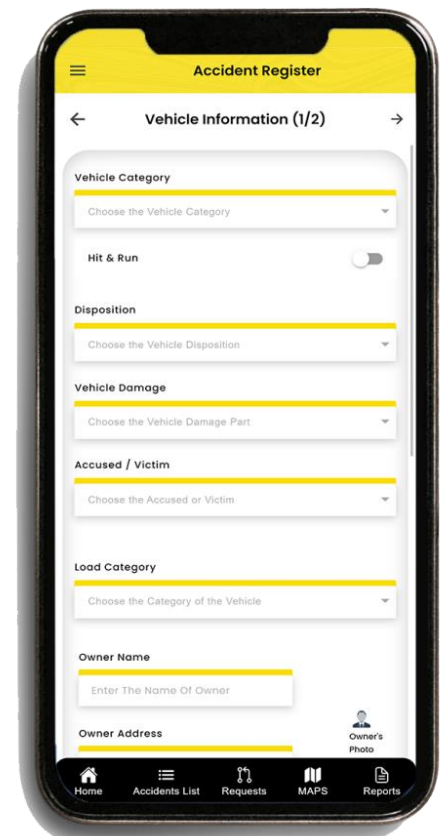 Accident Register
Vehicle Information (1/2)
Vehicle Category
Choose the Vehicle Category
Hit & Run
Disposition
Choose the Vehicle Disposition
Vehicle Damage
Choose the Vehicle Damage Part
Accused / Victim
Choose the Accused or Victim
Load Category
Choose the Category of the Vehicle
Owner Name
Enter The Name Of Owner
Owner Address
Owner's
Photo
Home Accidents List Requests MAPS Reports